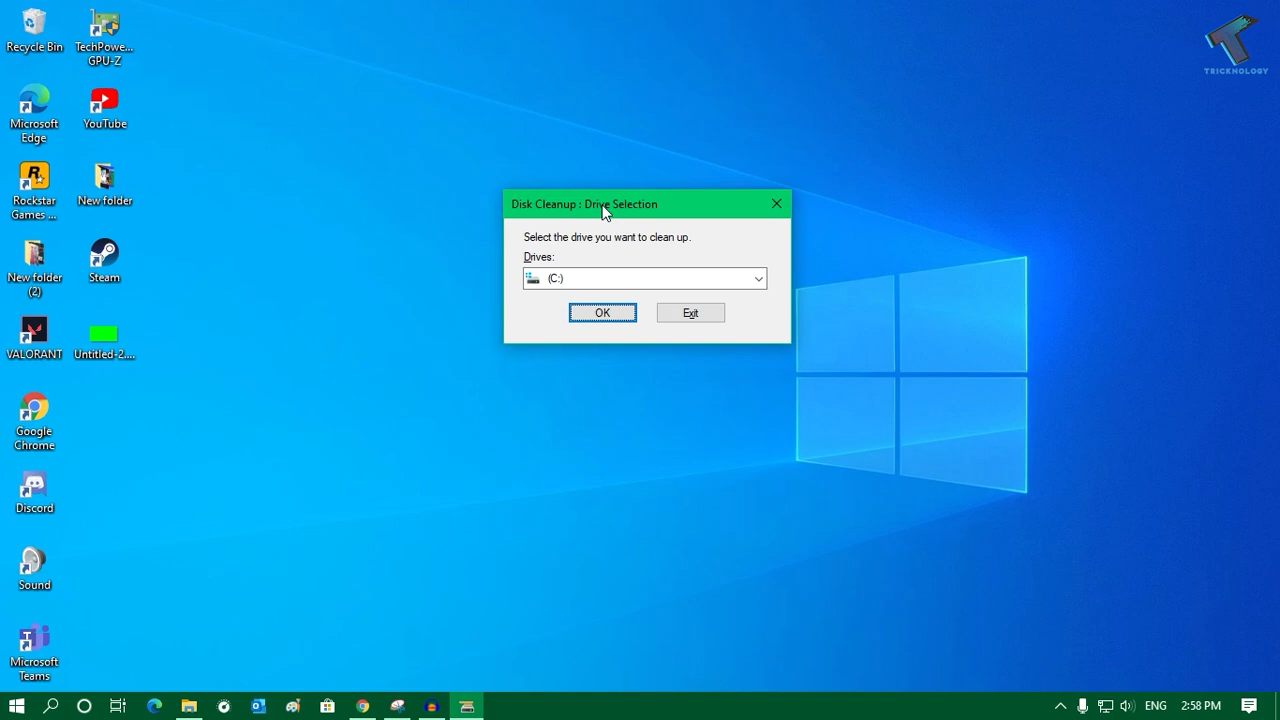 Recycle Bin
TechPowe...
GPU-Z
TRICKNOLOGY
Microsoft
Edge
YouTube
Rockstar
Games ...
New folder
Disk Cleanup : Drive Selection
Select the drive you want to clean up.
Drives:
(C:)
OK
Exit
New folder
(2)
Steam
VALORANT
Untitled-2....
Google
Chrome
Discord
Sound
Microsoft
Teams
ENG
2:58 PM